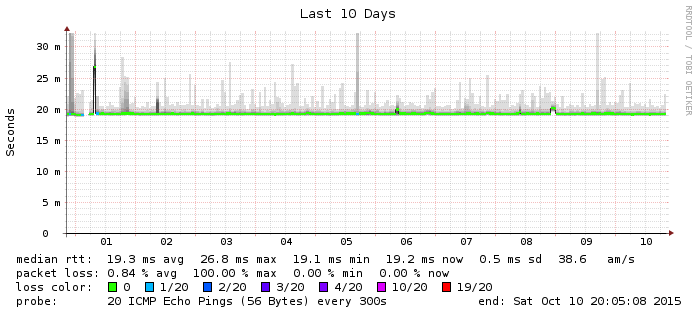 Last 10 Days
RRDTOOL / TOBI OETIKER
Seconds
30 m
25 m
20 m
15 m
10 m
5 m
0
01 02 03 04 05 06 07 08 09 10
median rtt: 19.3 ms avg 26.8 ms max 19.1 ms min 19.2 ms now 0.5 ms sd 38.6 am/s
packet loss: 0.84 % avg 100.00 % max 0.00 % min 0.00 % now
loss color: 0 1/20 2/20 3/20 4/20 10/20 19/20
probe: 20 ICMP Echo Pings (56 Bytes) every 300s end: Sat Oct 10 20:05:08 2015